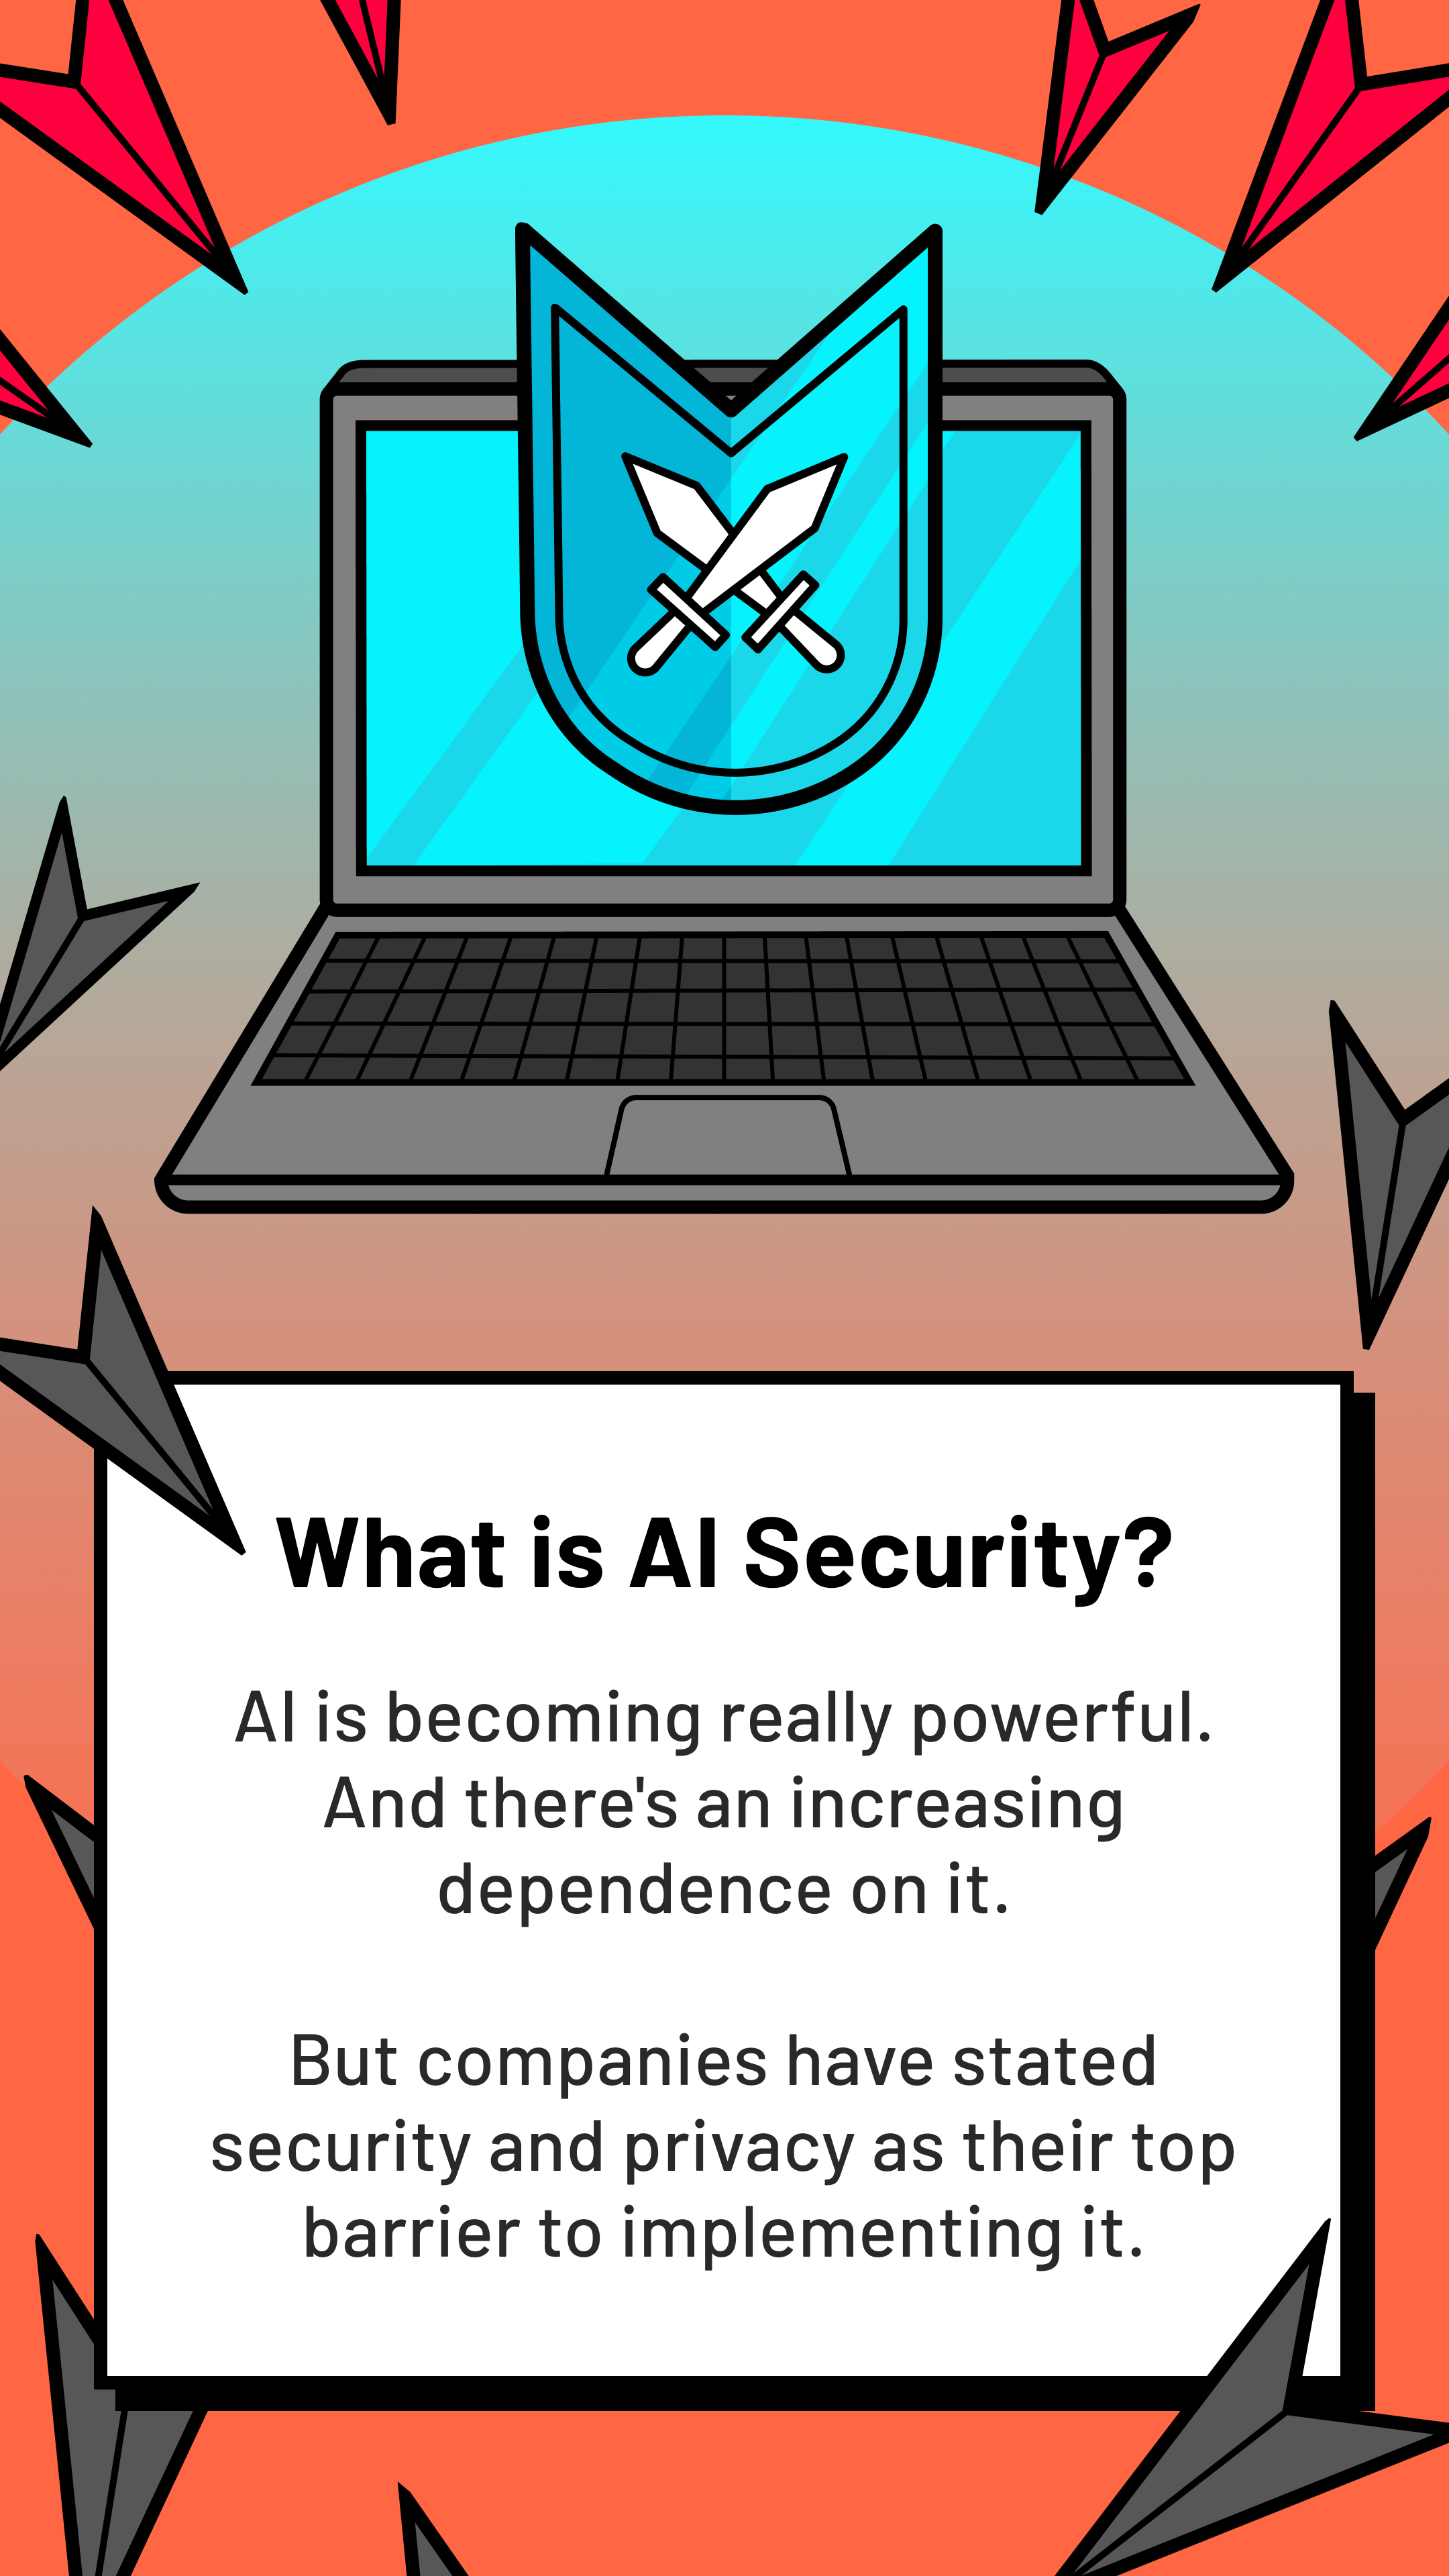 What is AI Security?
AI is becoming really powerful.
And there's an increasing
dependence on it.
But companies have stated
security and privacy as their top
barrier to implementing it.